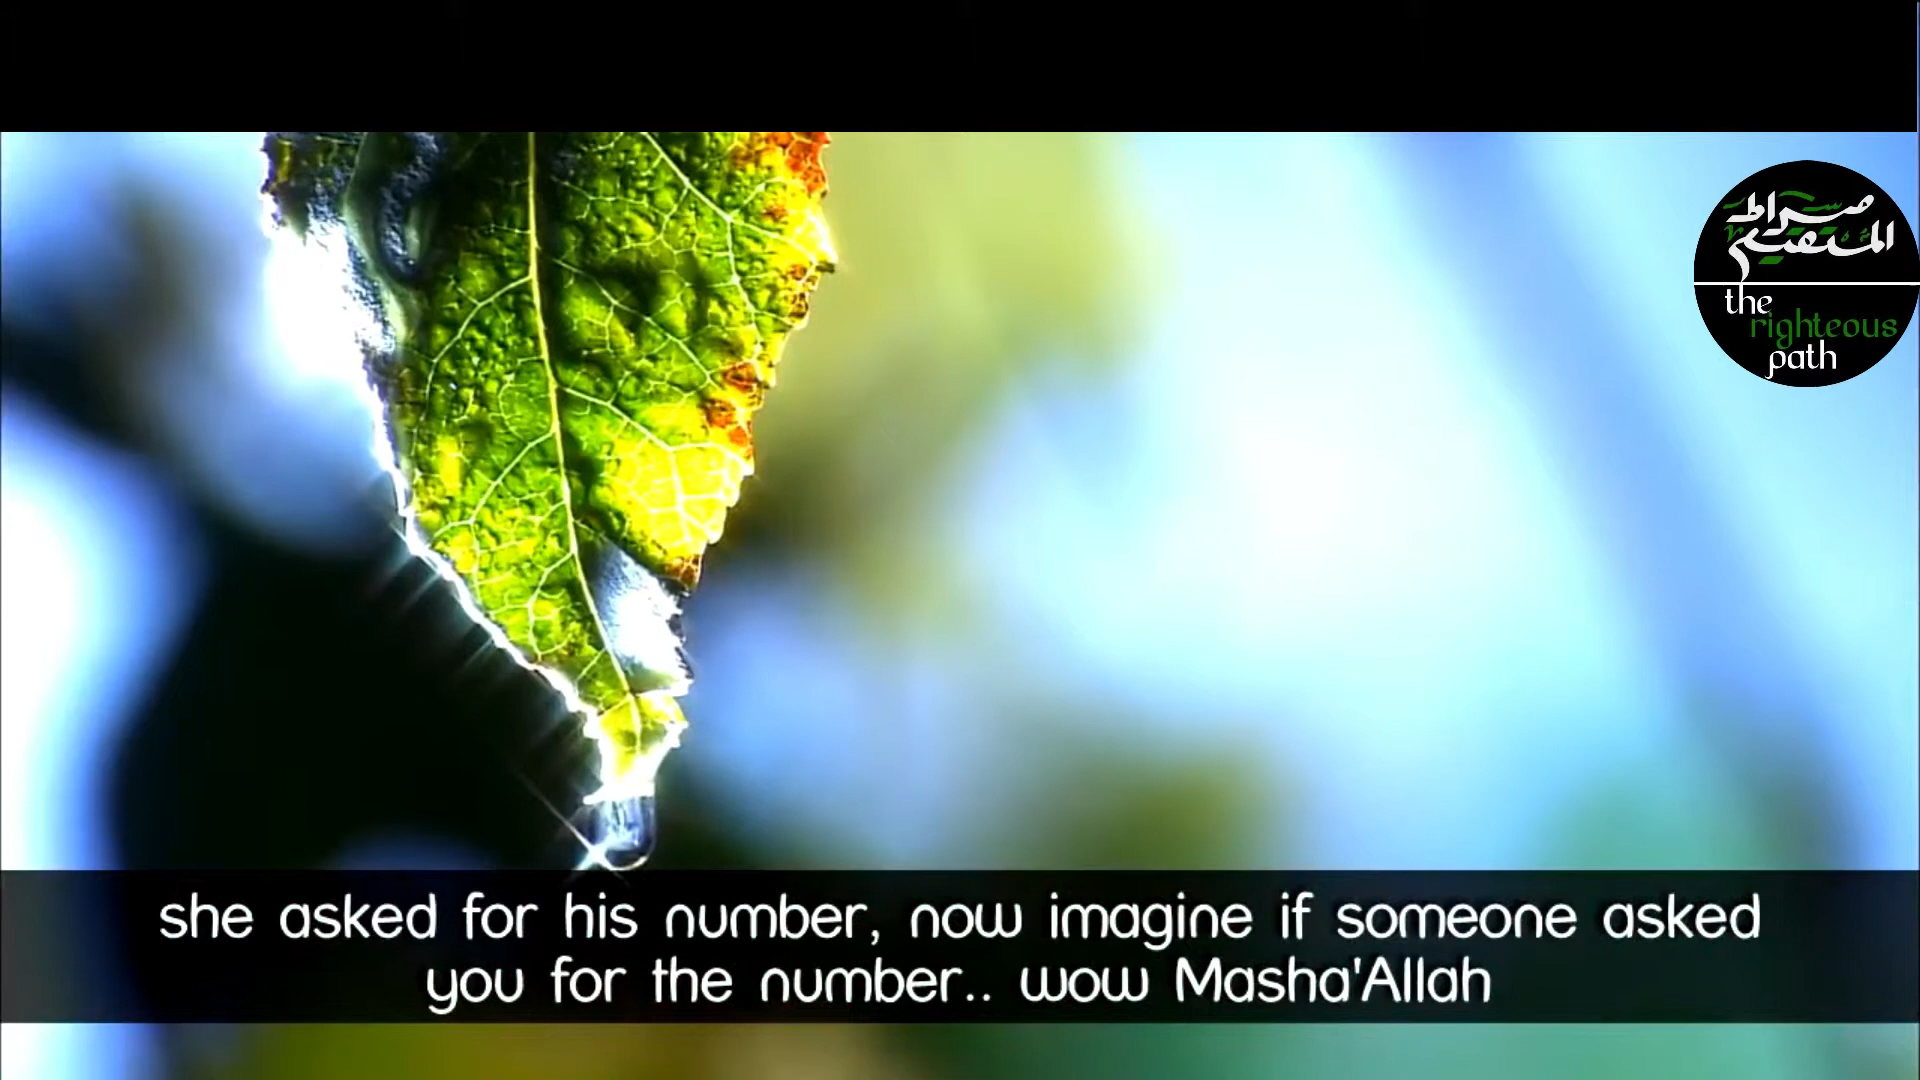 صراط
المستقيم
the
righteous
path
she asked for his number, now imagine if someone asked
you for the number.. wow Masha'Allah